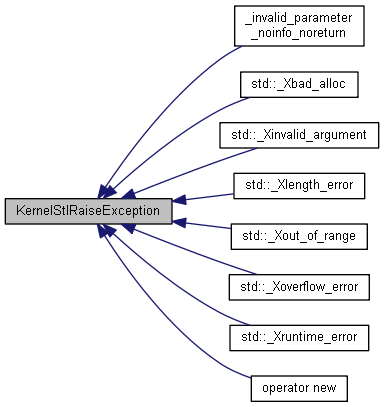 _invalid_parameter
_noinfo_noreturn
std::_Xbad_alloc
std::_Xinvalid_argument
std::_Xlength_error
KernelStlRaiseException
std::_Xout_of_range
std::_Xoverflow_error
std::_Xruntime_error
operator new